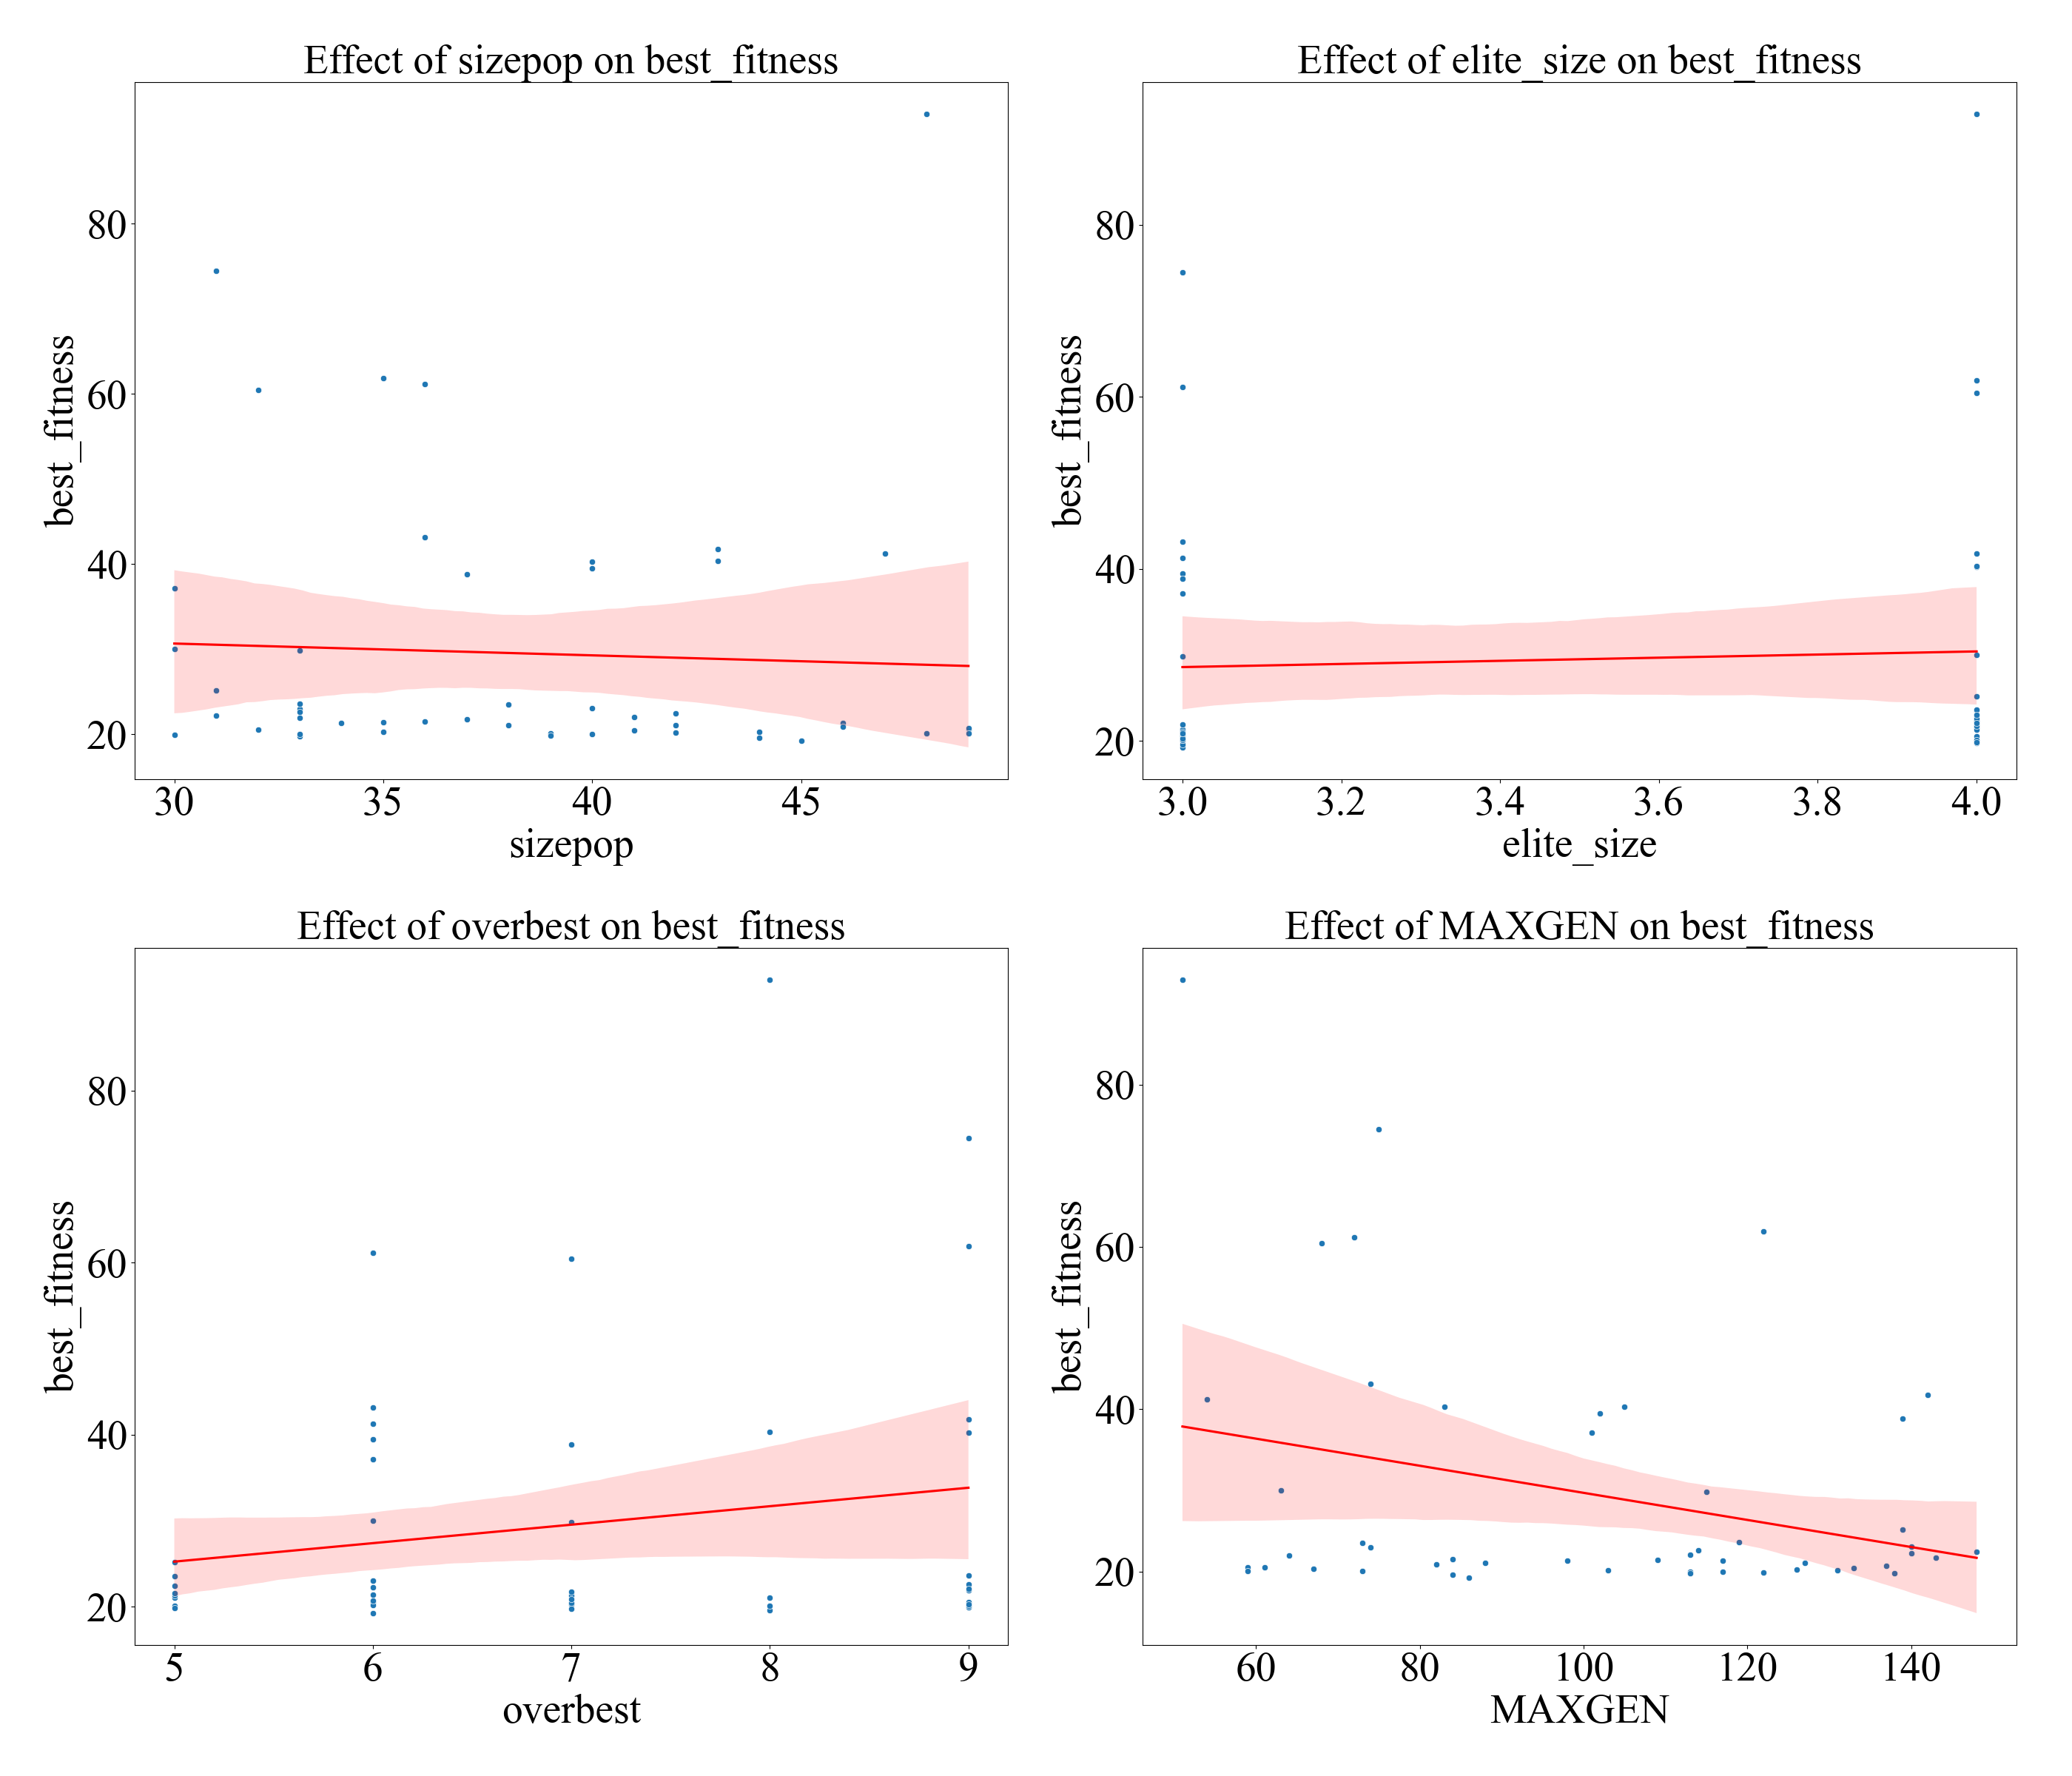 Effect of sizepop on best_fitness
best_fitness
80
60
40
20
30 35 40 45
sizepop
Effect of elite_size on best_fitness
best_fitness
80
60
40
20
3.0 3.2 3.4 3.6 3.8 4.0
elite_size
Effect of overbest on best_fitness
best_fitness
80
60
40
20
5 6 7 8 9
overbest
Effect of MAXGEN on best_fitness
best_fitness
80
60
40
20
60 80 100 120 140
MAXGEN